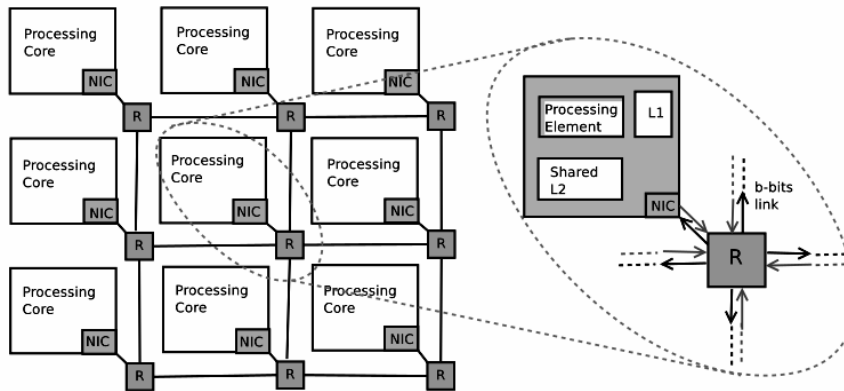 Processing
Core
NIC
R
Processing
Core
NIC
R
Processing
Core
NIC
R
Processing
Core
NIC
R
Processing
Core
NIC
R
Processing
Core
NIC
R
Processing
Core
NIC
R
Processing
Core
NIC
R
Processing
Core
NIC
R
Processing
Element
L1
Shared
L2
NIC
b-bits
link
R